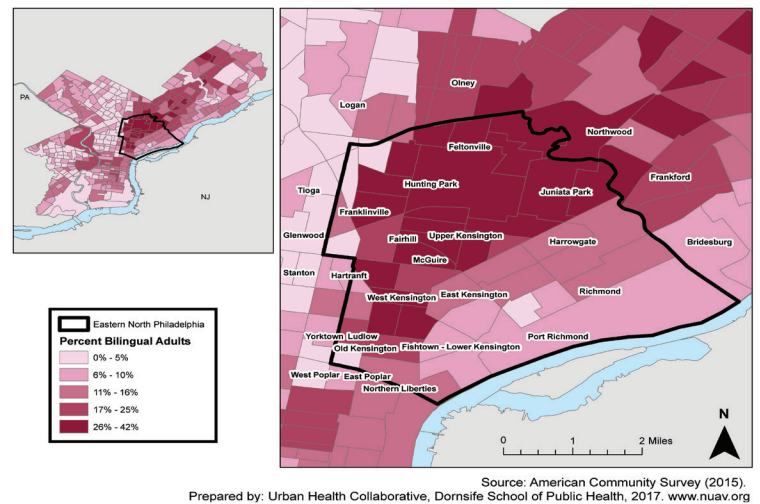 PA
NJ
Eastern North Philadelphia
Percent Bilingual Adults
0% - 5%
6% - 10%
11% - 16%
17% - 25%
26% - 42%
Olney
Logan
Northwood
Feltonville
Frankford
Hunting Park
Tioga
Juniata Park
Franklinville
Glenwood
Fairhill
Upper Kensington
Harrowgate
Bridesburg
McGuire
Stanton
Hartranft
West Kensington
East Kensington
Richmond
Yorktown
Ludlow
Port Richmond
Old Kensington
Fishtown - Lower Kensington
West Poplar
East Poplar
Northern Liberties
N
0 1 2 Miles
Source: American Community Survey (2015).
Prepared by: Urban Health Collaborative, Dornsife School of Public Health, 2017. www.nuav.org